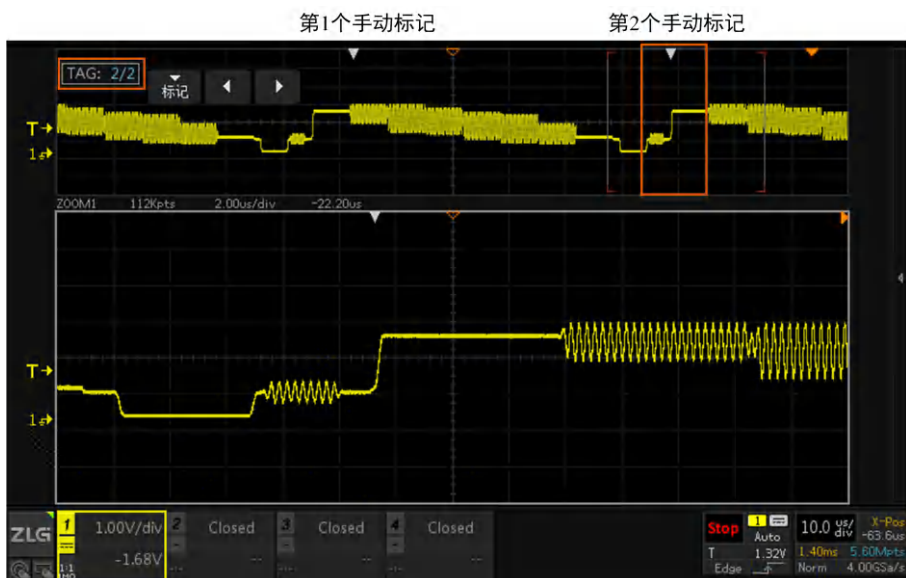 第1个手动标记 第2个手动标记
TAG: 2/2
标记
T
1
ZOOM1 112Kpts 2.00us/div -22.20us
T
1
ZLG 1 1.00V/div 2 Closed 3 Closed 4 Closed Stop 1 Auto 10.0 us/div X-Pos -63.6us
-1.68V -- -- -- T 1.32V 1.40ms 5.60Mpts
1:1 1MΩ Edge Norm 4.00GSa/s